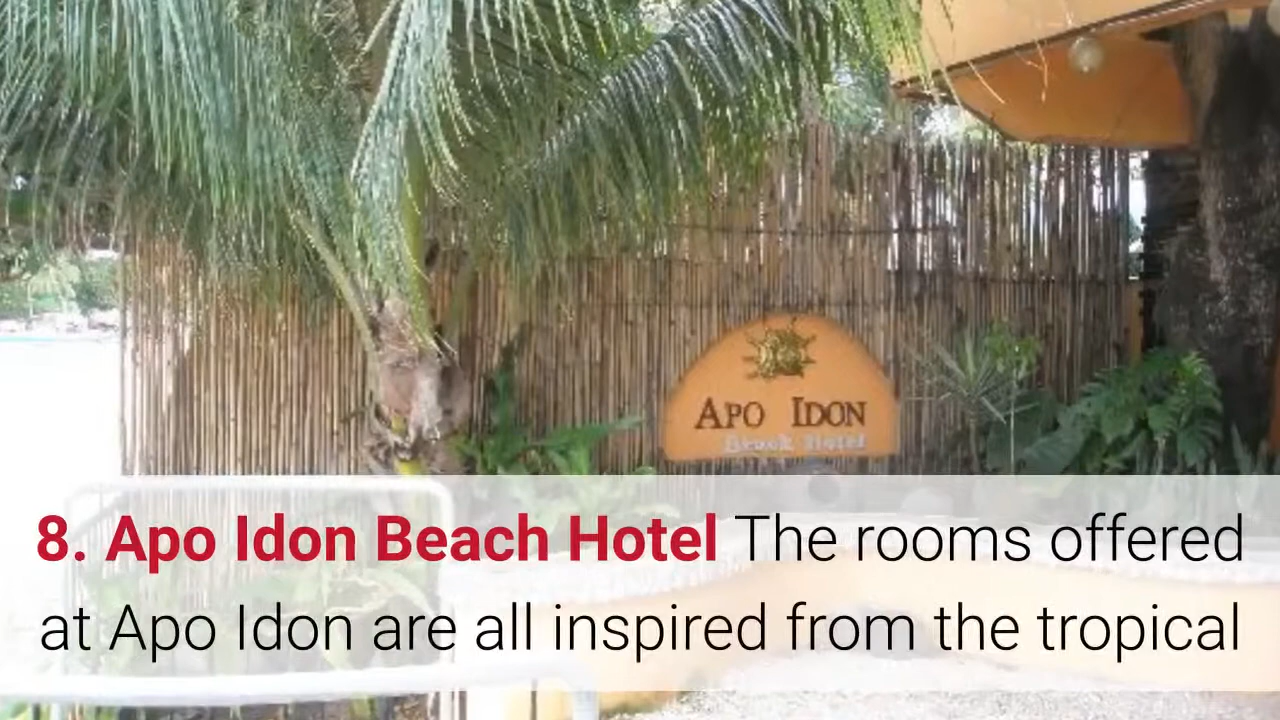 APO IDON
Beach Hotel
8. Apo Idon Beach Hotel The rooms offered
at Apo Idon are all inspired from the tropical